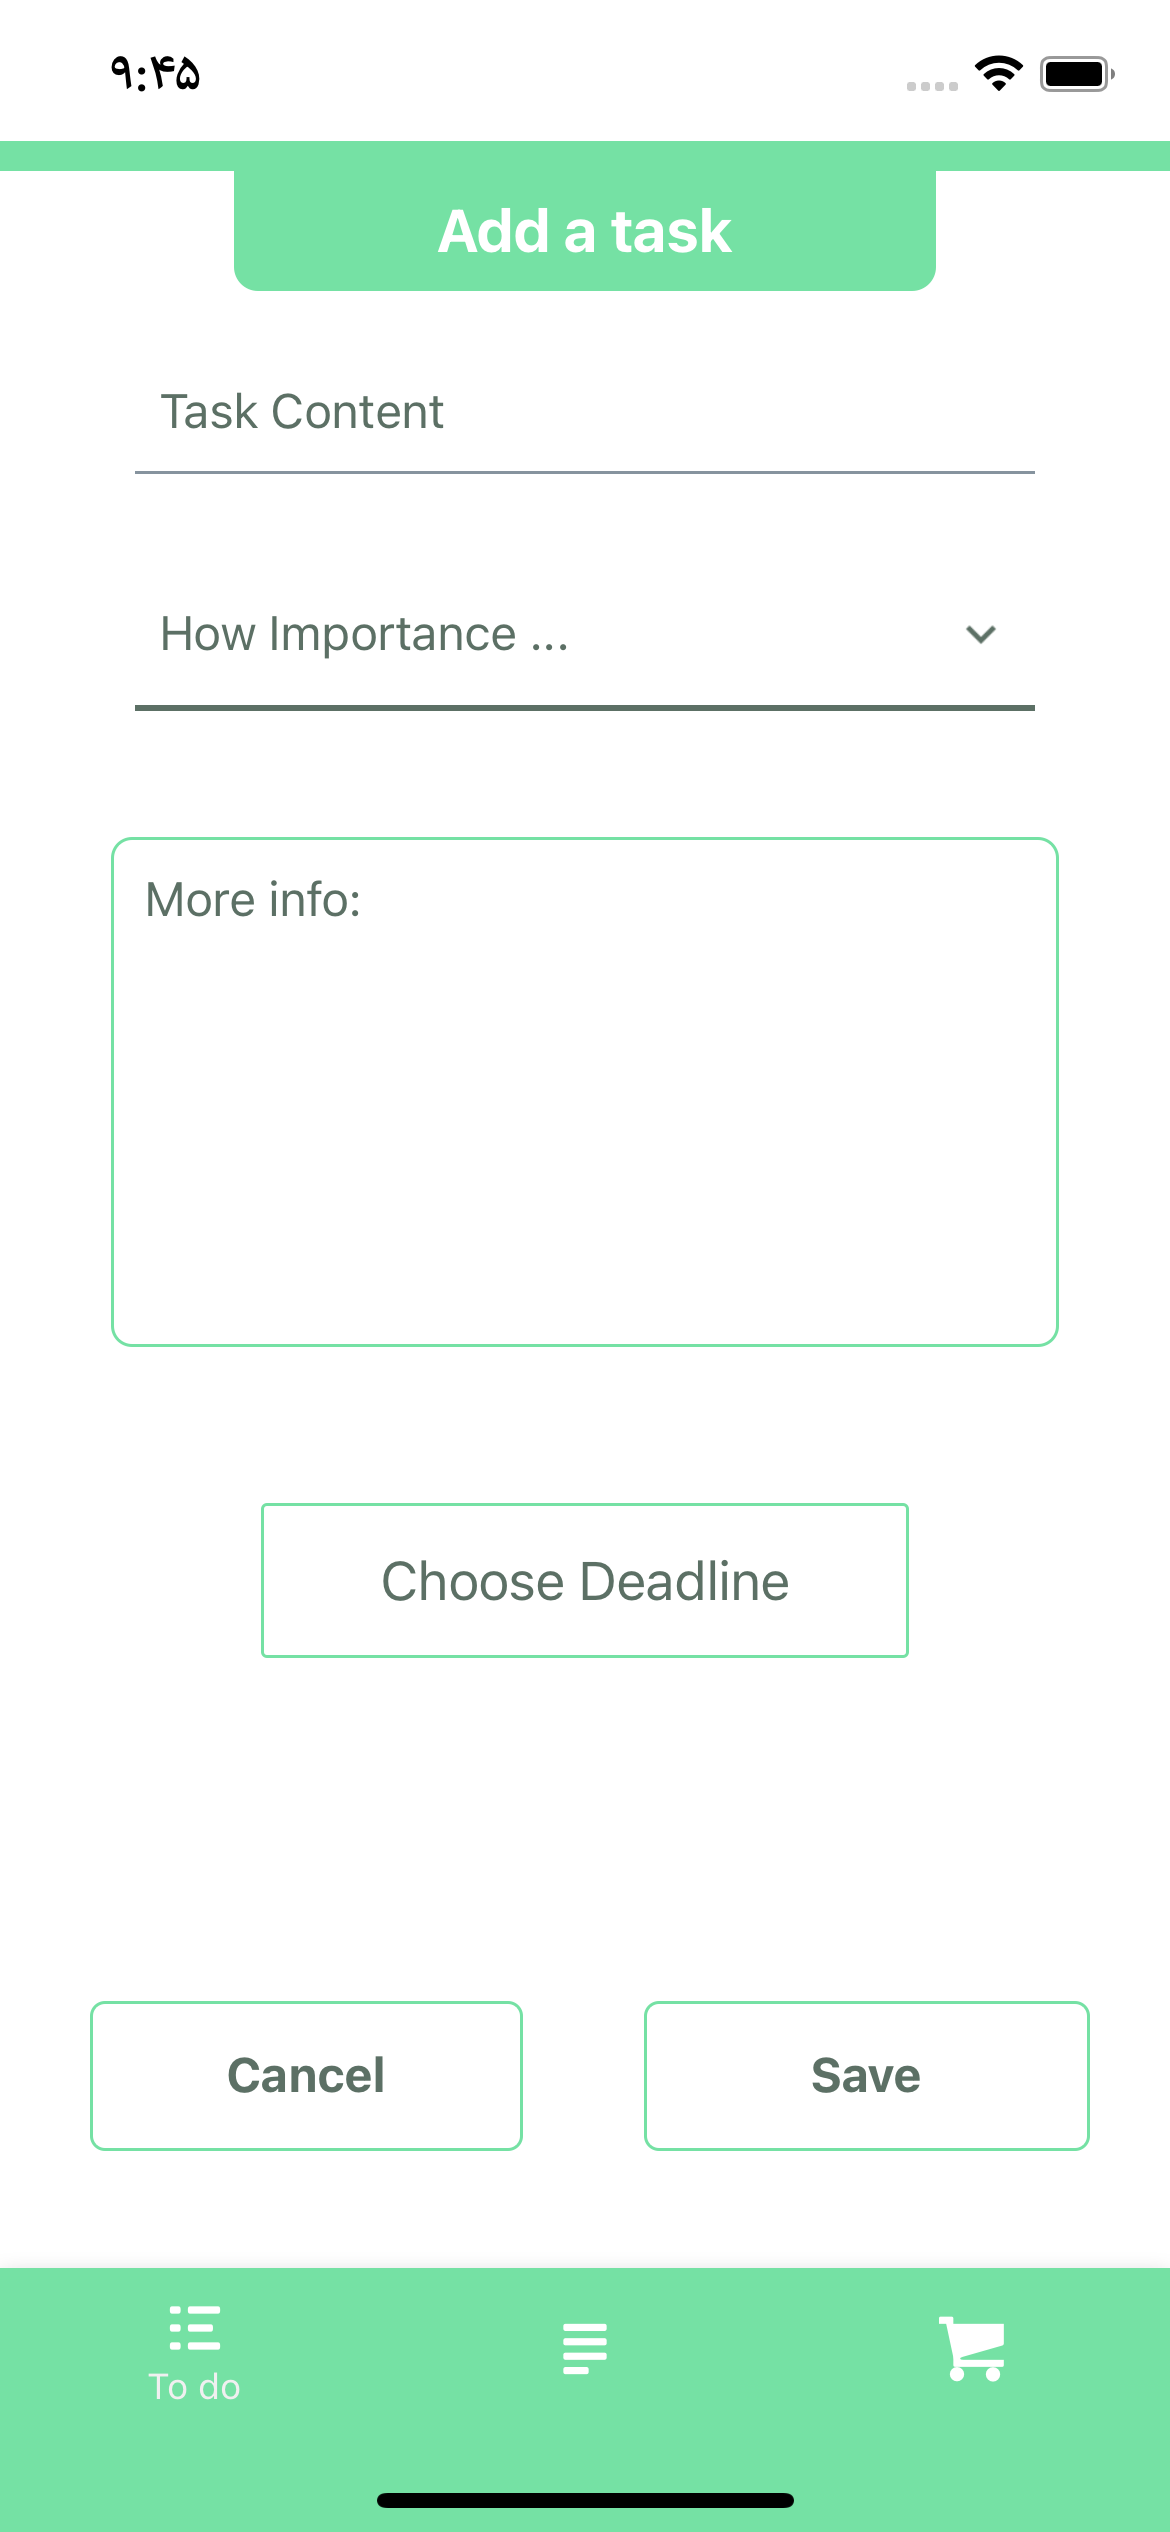 ۹:۴۵
Add a task
Task Content
How Importance ...
More info:
Choose Deadline
Cancel
Save
To do